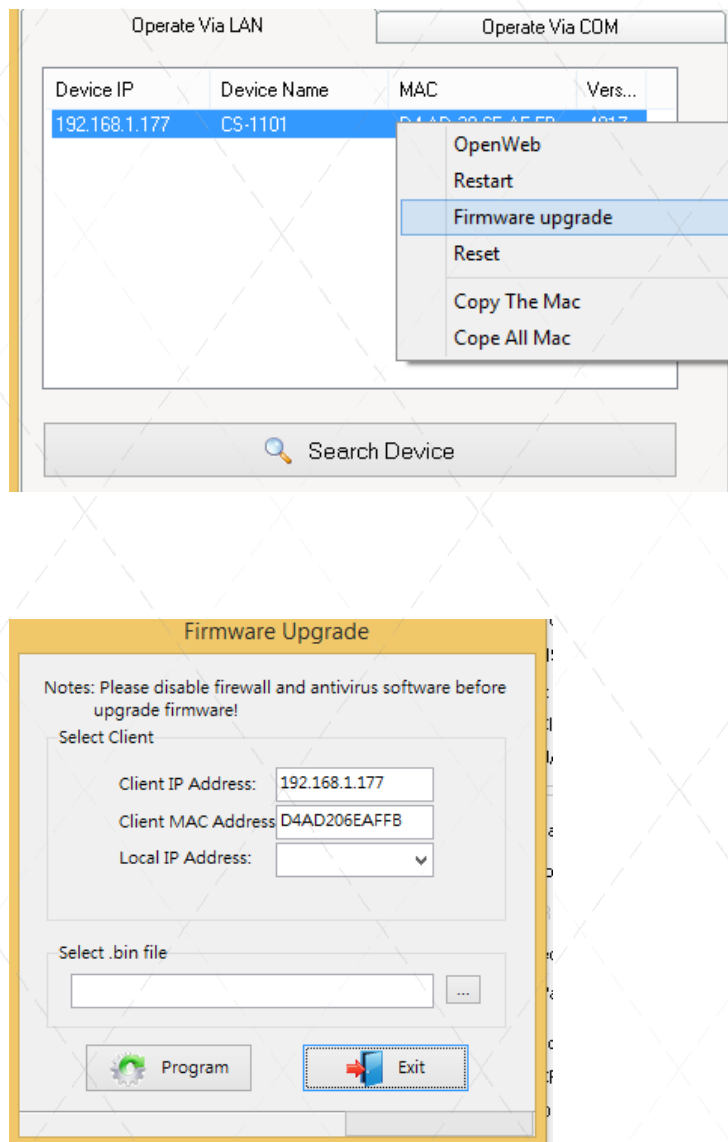 Operate Via LAN
Operate Via COM
Device IP Device Name MAC Vers...
192.168.1.177 CS-1101
OpenWeb
Restart
Firmware upgrade
Reset
Copy The Mac
Cope All Mac
Search Device
Firmware Upgrade
Notes: Please disable firewall and antivirus software before
upgrade firmware!
Select Client
Client IP Address: 192.168.1.177
Client MAC Address D4AD206EAFFB
Local IP Address:
Select .bin file
...
Program
Exit